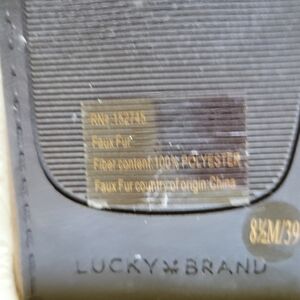 RN# 152745
Faux Fur
Fiber content: 100% POLYESTER
Faux Fur country of origin: China
8½M/39
LUCKY BRAND